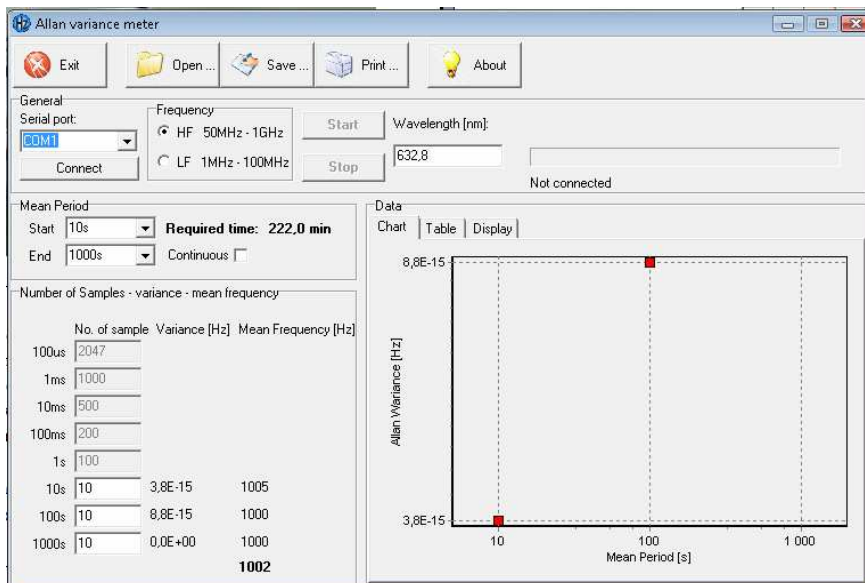 Allan variance meter
Exit Open ... Save ... Print ... About
General
Serial port:
COM1
Connect
Frequency
HF 50MHz - 1GHz
LF 1MHz - 100MHz
Start
Stop
Wavelength [nm]:
632,8
Not connected
Mean Period
Start 10s Required time: 222,0 min
End 1000s Continuous
Number of Samples - variance - mean frequency
No. of sample Variance [Hz] Mean Frequency [Hz]
100us 2047
1ms 1000
10ms 500
100ms 200
1s 100
10s 10 3,8E-15 1005
100s 10 8,8E-15 1000
1000s 10 0,0E+00 1000
1002
Data
Chart Table Display
8,8E-15
Allan Wariance [Hz]
3,8E-15
10 100 1 000
Mean Period [s]